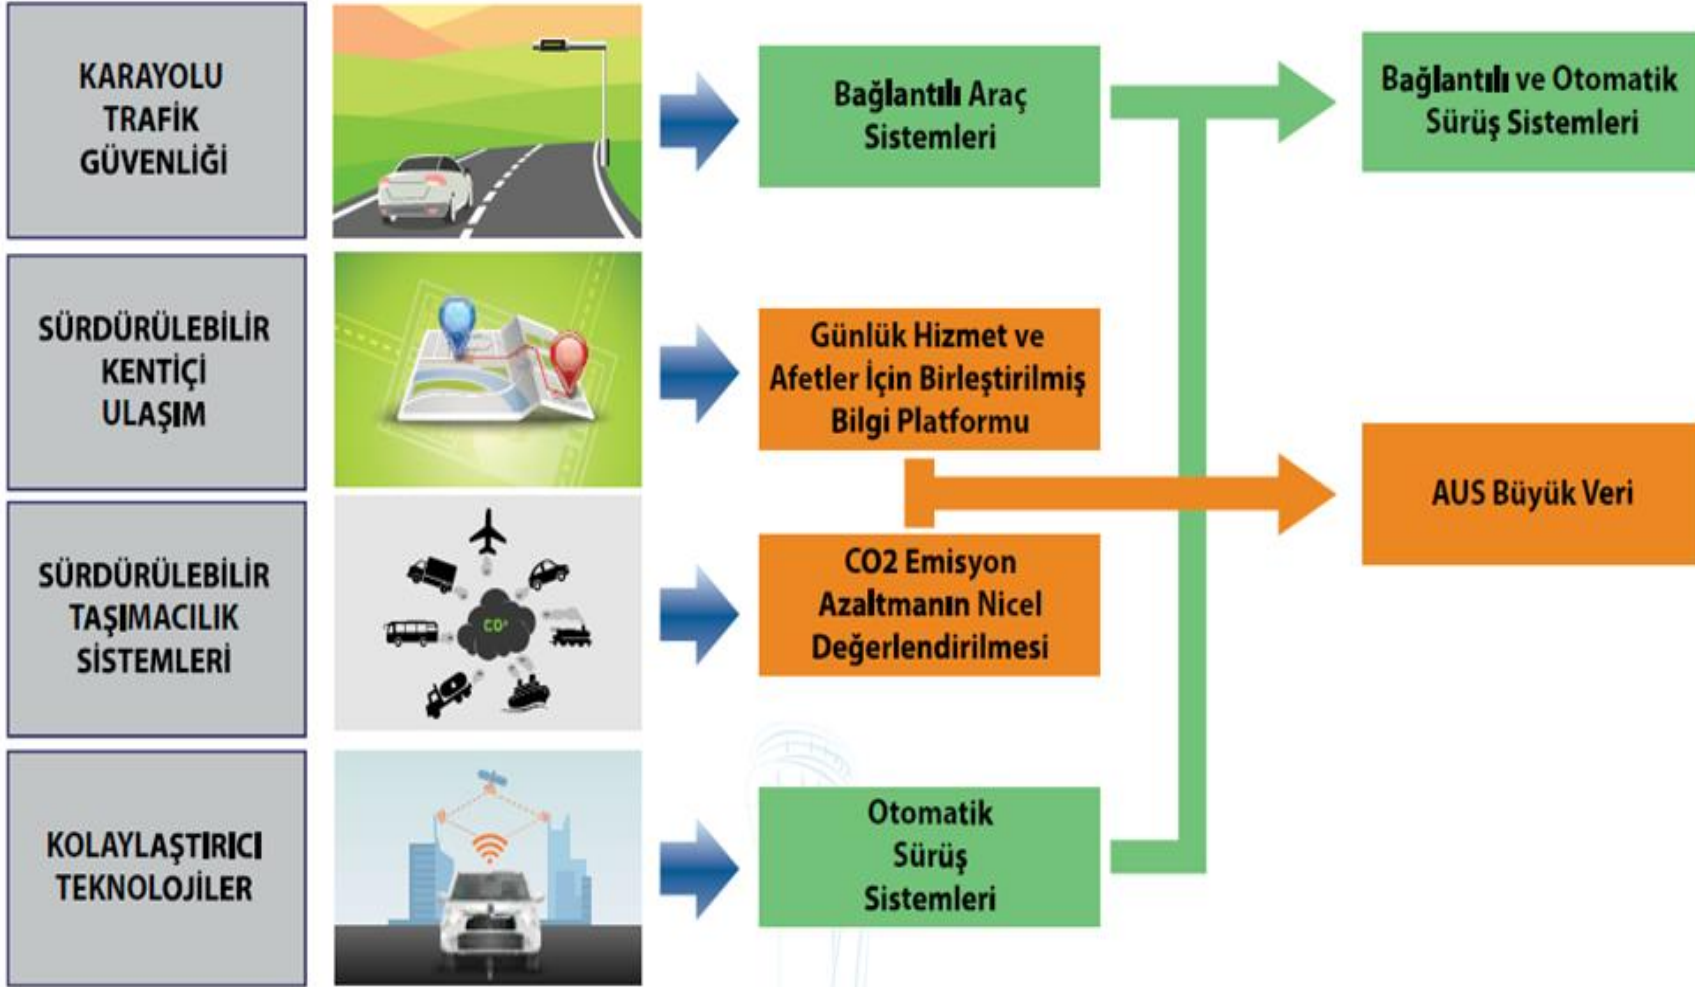 KARAYOLU
TRAFİK
GÜVENLİĞİ
Bağlantılı Araç
Sistemleri
Bağlantılı ve Otomatik
Sürüş Sistemleri
SÜRDÜRÜLEBİLİR
KENTİÇİ
ULAŞIM
Günlük Hizmet ve
Afetler İçin Birleştirilmiş
Bilgi Platformu
AUS Büyük Veri
SÜRDÜRÜLEBİLİR
TAŞIMACILIK
SİSTEMLERİ
CO²
CO2 Emisyon
Azaltmanın Nicel
Değerlendirilmesi
KOLAYLAŞTIRICI
TEKNOLOJİLER
Otomatik
Sürüş
Sistemleri